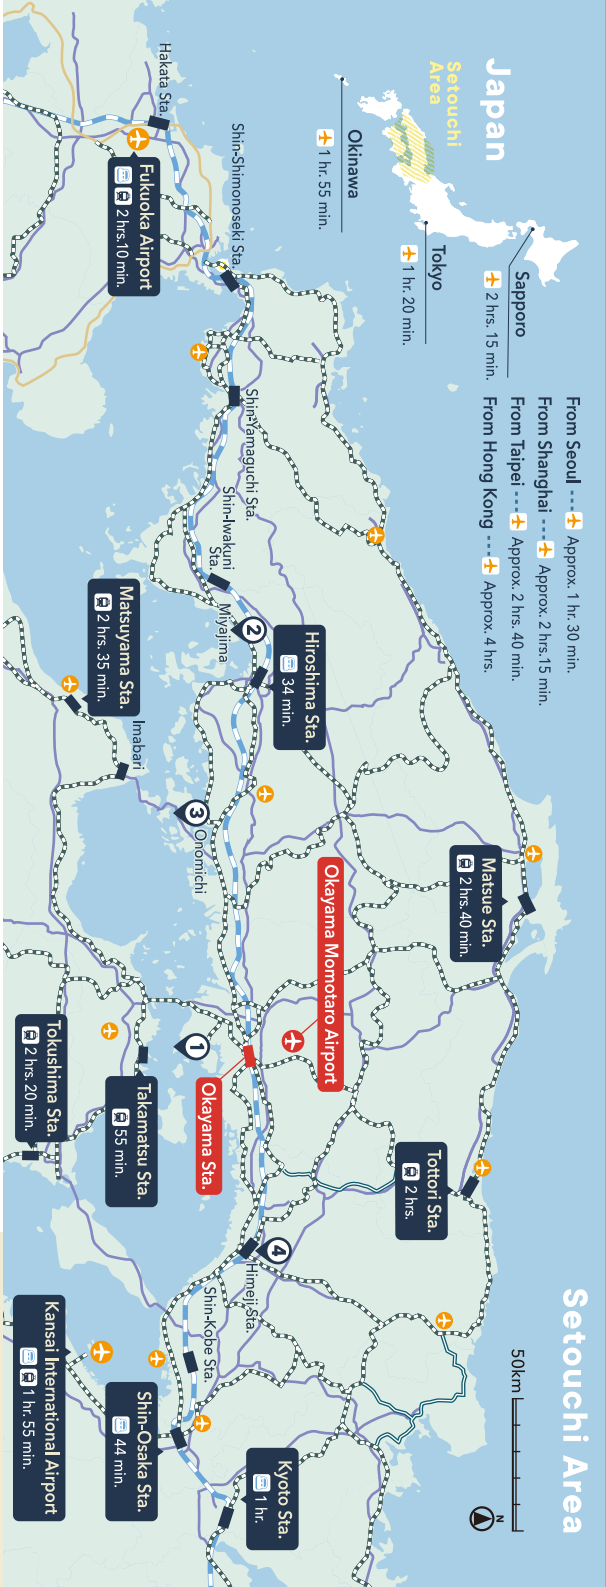 Japan
Setouchi
Area
Sapporo
2 hrs. 15 min.
Tokyo
1 hr. 20 min.
Okinawa
1 hr. 55 min.
From Seoul --- Approx. 1 hr. 30 min.
From Shanghai --- Approx. 2 hrs.15 min.
From Taipei --- Approx. 2 hrs. 40 min.
From Hong Kong --- Approx. 4 hrs.
Setouchi Area
50km
N
Hakata Sta.
Fukuoka Airport
2 hrs.10 min.
Shin-Shimonoseki Sta.
Shin-Yamaguchi Sta.
Shin-Iwakuni
Sta.
2
Miyajima
Hiroshima Sta.
34 min.
Matsuyama Sta.
2 hrs. 35 min.
Imabari
3
Onomichi
Matsue Sta.
2 hrs. 40 min.
Okayama Momotaro Airport
1
Okayama Sta.
Takamatsu Sta.
55 min.
Tokushima Sta.
2 hrs. 20 min.
Tottori Sta.
2 hrs.
4
Himeji Sta.
Shin-Kobe Sta.
Shin-Osaka Sta.
44 min.
Kyoto Sta.
1 hr.
Kansai International Airport
1 hr. 55 min.